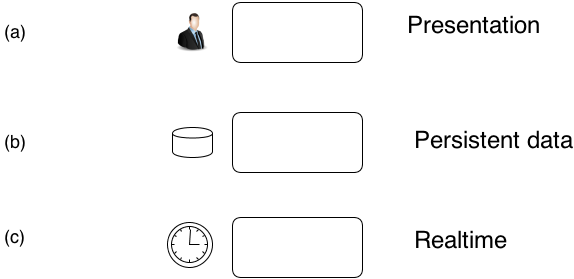 (a) Presentation
(b) Persistent data
(c) Realtime